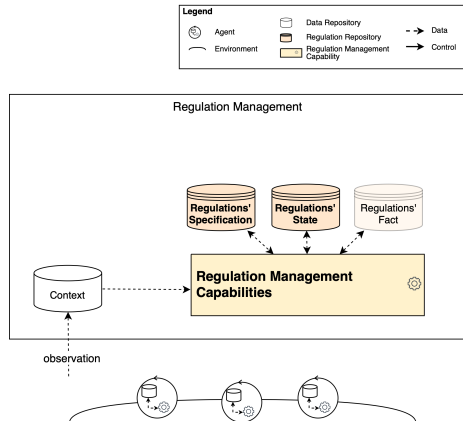 Legend
Agent
Environment
Data Repository
Regulation Repository
Regulation Management
Capability
Data
Control
Regulation Management
Regulations'
Specification
Regulations'
State
Regulations'
Fact
Regulation Management
Capabilities
Context
observation